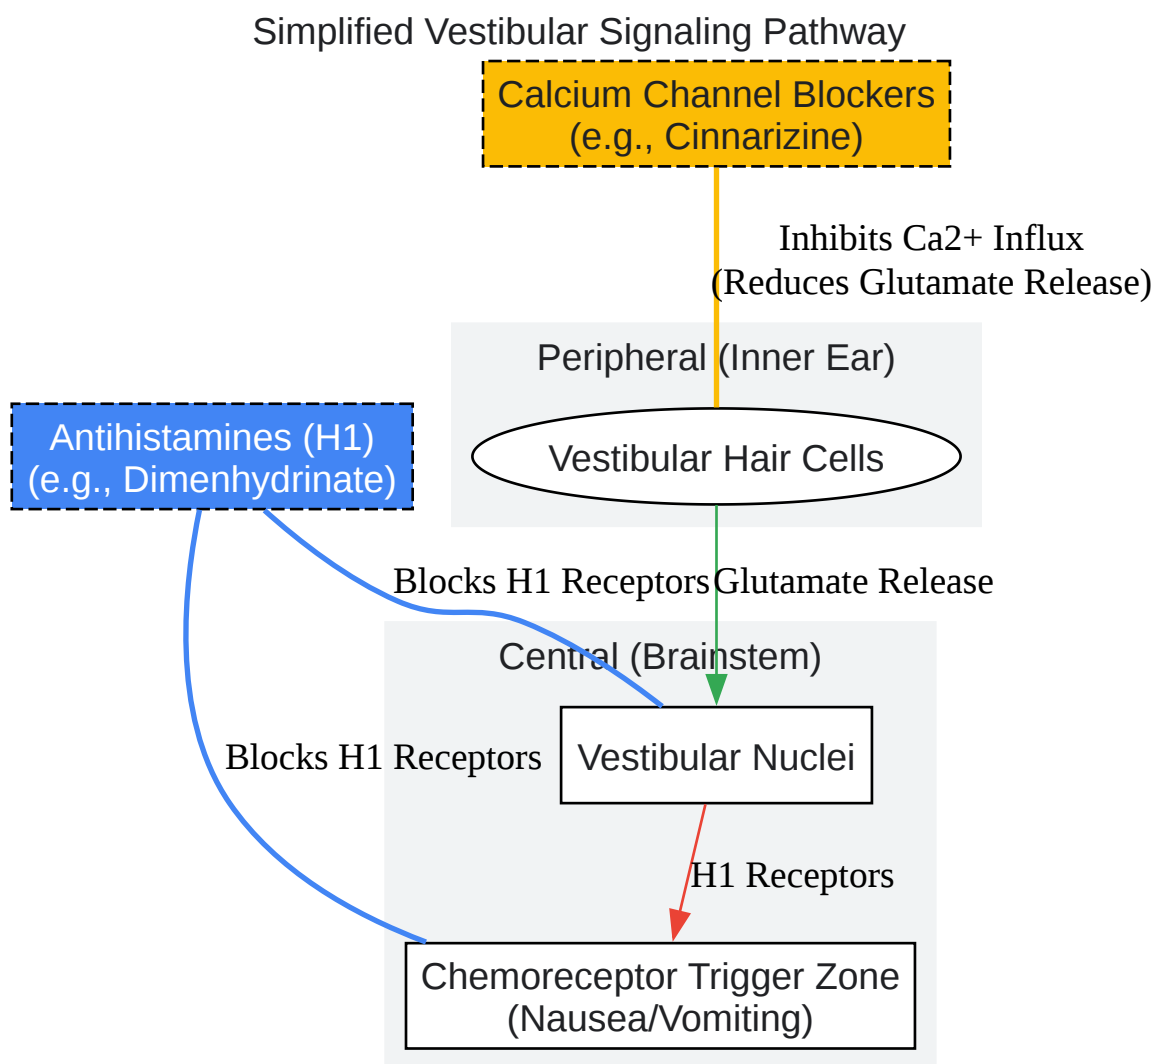 Simplified Vestibular Signaling Pathway
Calcium Channel Blockers
(e.g., Cinnarizine)
Inhibits Ca2+ Influx
(Reduces Glutamate Release)
Peripheral (Inner Ear)
Antihistamines (H1)
(e.g., Dimenhydrinate)
Vestibular Hair Cells
Blocks H1 Receptors
Glutamate Release
Central (Brainstem)
Blocks H1 Receptors
Vestibular Nuclei
H1 Receptors
Chemoreceptor Trigger Zone
(Nausea/Vomiting)